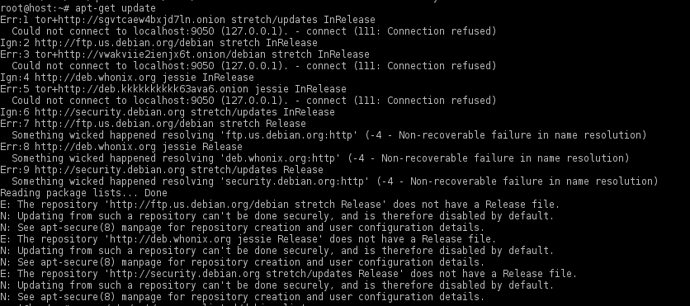 root@host:~# apt-get update
Err:1 tor+http://sgvtcaew4bxjd7ln.onion stretch/updates InRelease
Could not connect to localhost:9050 (127.0.0.1). - connect (111: Connection refused)
Ign:2 http://ftp.us.debian.org/debian stretch InRelease
Err:3 tor+http://vwakviie2ienjx6t.onion/debian stretch InRelease
Could not connect to localhost:9050 (127.0.0.1). - connect (111: Connection refused)
Ign:4 http://deb.whonix.org jessie InRelease
Err:5 tor+http://deb.kkkkkkkkkk63ava6.onion jessie InRelease
Could not connect to localhost:9050 (127.0.0.1). - connect (111: Connection refused)
Ign:6 http://security.debian.org stretch/updates InRelease
Err:7 http://ftp.us.debian.org/debian stretch Release
Something wicked happened resolving 'ftp.us.debian.org:http' (-4 - Non-recoverable failure in name resolution)
Err:8 http://deb.whonix.org jessie Release
Something wicked happened resolving 'deb.whonix.org:http' (-4 - Non-recoverable failure in name resolution)
Err:9 http://security.debian.org stretch/updates Release
Something wicked happened resolving 'security.debian.org:http' (-4 - Non-recoverable failure in name resolution)
Reading package lists... Done
E: The repository 'http://ftp.us.debian.org/debian stretch Release' does not have a Release file.
N: Updating from such a repository can't be done securely, and is therefore disabled by default.
N: See apt-secure(8) manpage for repository creation and user configuration details.
E: The repository 'http://deb.whonix.org jessie Release' does not have a Release file.
N: Updating from such a repository can't be done securely, and is therefore disabled by default.
N: See apt-secure(8) manpage for repository creation and user configuration details.
E: The repository 'http://security.debian.org stretch/updates Release' does not have a Release file.
N: Updating from such a repository can't be done securely, and is therefore disabled by default.
N: See apt-secure(8) manpage for repository creation and user configuration details.